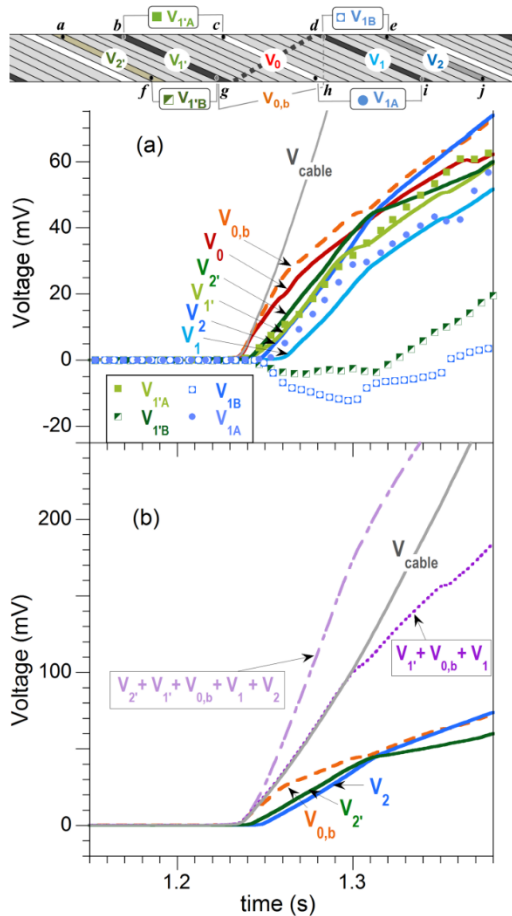 V1'A
V1B
a b c d e
V2' V1' V0 V1 V2
f g h i j
V1'B V0,b V1A
(a)
Vcable
V0,b
V0
V2'
V1'
V2
V1
Voltage (mV)
60
40
20
0
-20
V1'A V1B
V1'B V1A
(b)
Vcable
V1' + V0,b + V1
V2' + V1' + V0,b + V1 + V2
V2
V2'
V0,b
Voltage (mV)
200
100
0
1.2 1.3
time (s)